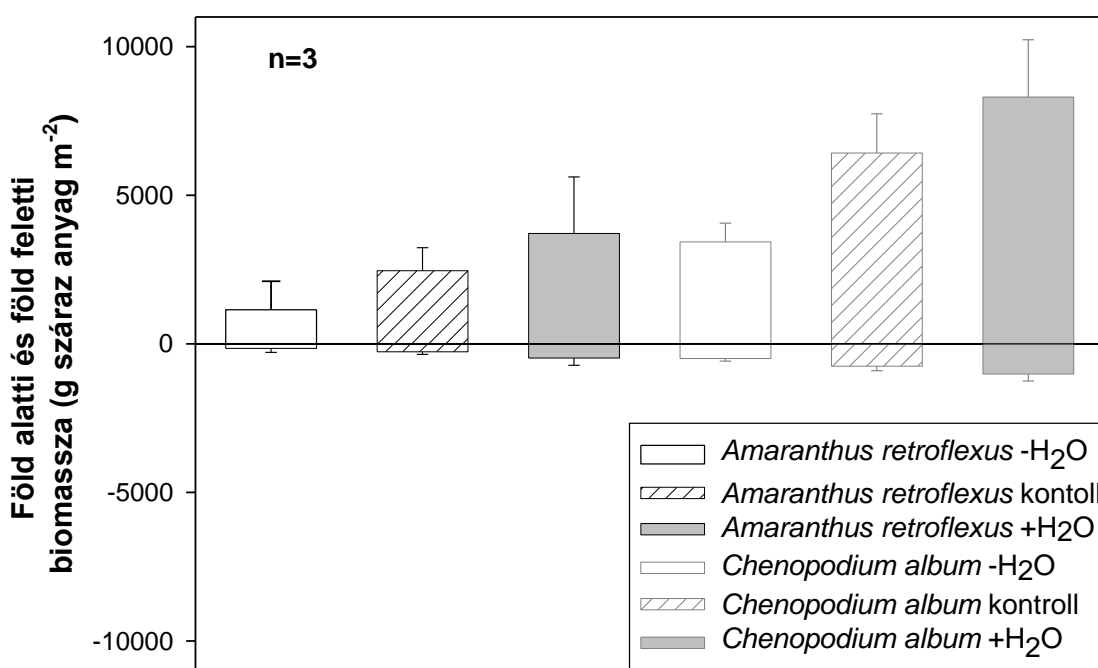 Föld alatti és föld feletti
biomassza (g száraz anyag m⁻²)
10000
5000
0
-5000
-10000
n=3
Amaranthus retroflexus -H₂O
Amaranthus retroflexus kontoll
Amaranthus retroflexus +H₂O
Chenopodium album -H₂O
Chenopodium album kontroll
Chenopodium album +H₂O